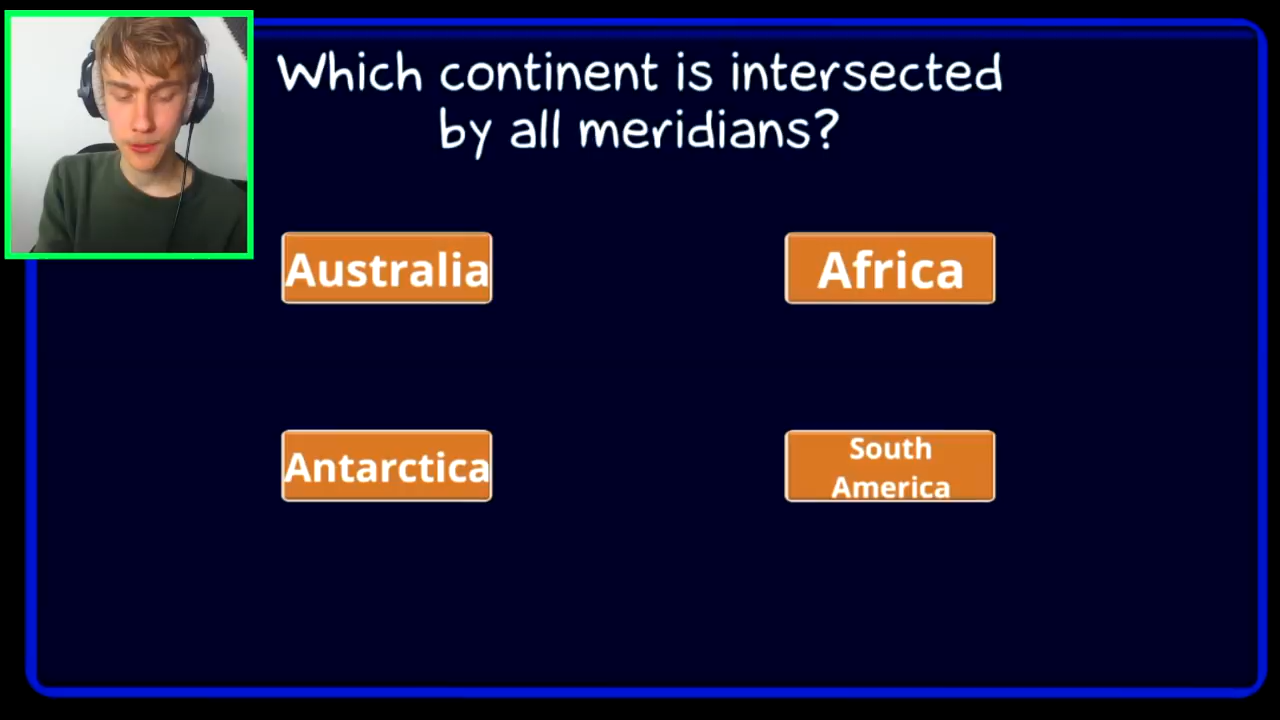 Which continent is intersected
by all meridians?
Australia
Africa
Antarctica
South
America